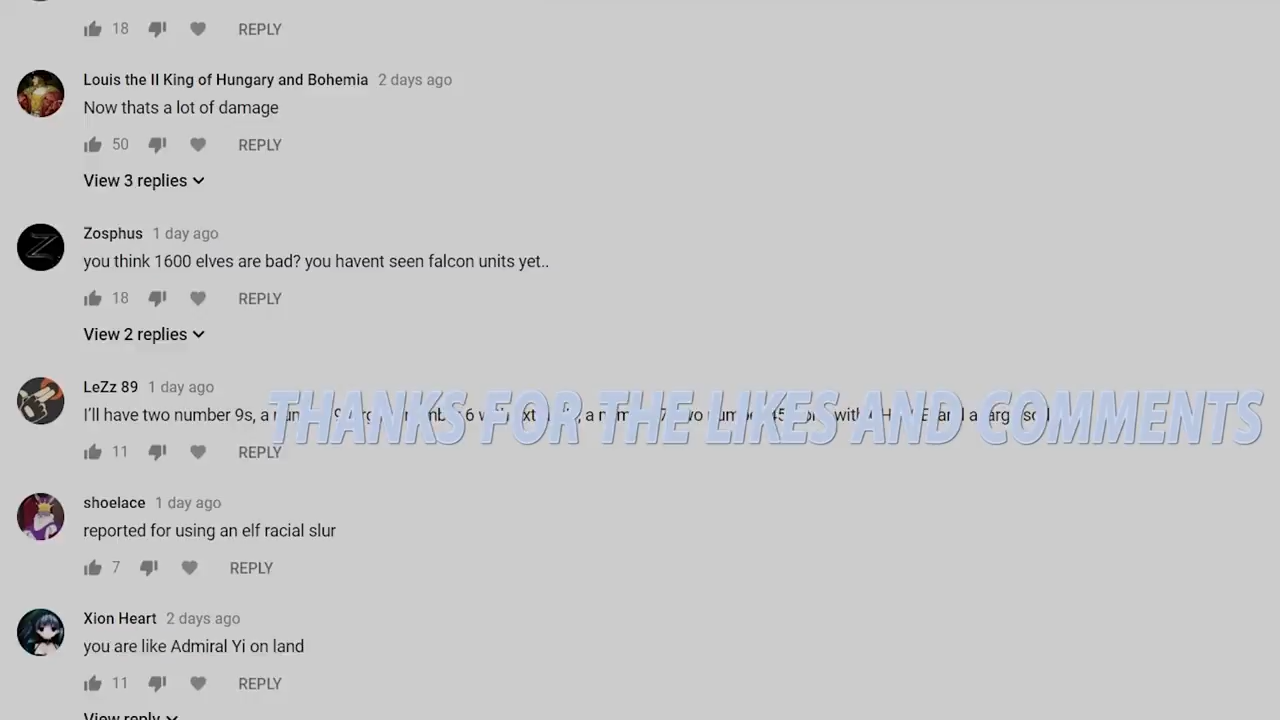 18 REPLY
Louis the II King of Hungary and Bohemia 2 days ago
Now thats a lot of damage
50 REPLY
View 3 replies
Zosphus 1 day ago
you think 1600 elves are bad? you havent seen falcon units yet..
18 REPLY
View 2 replies
LeZz 89 1 day ago
I'll have two number 9s, a
THANKS FOR THE LIKES AND COMMENTS
11 REPLY
shoelace 1 day ago
reported for using an elf racial slur
7 REPLY
Xion Heart 2 days ago
you are like Admiral Yi on land
11 REPLY
View reply